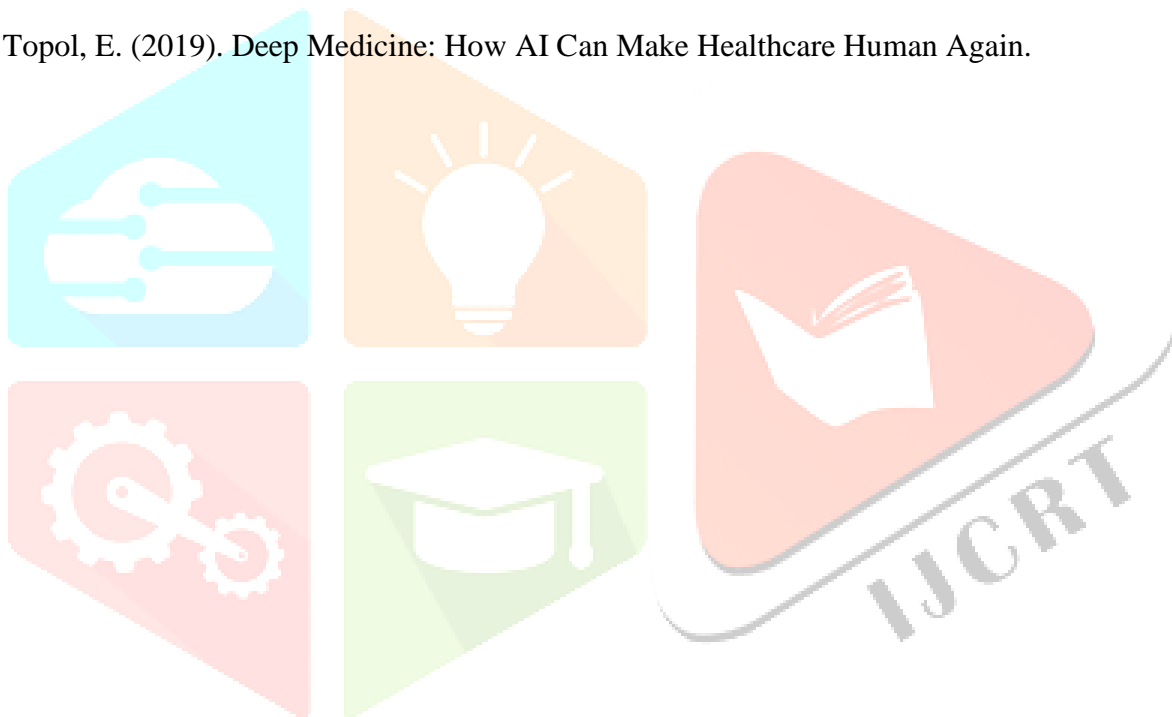 Topol, E. (2019). Deep Medicine: How AI Can Make Healthcare Human Again.
IJCRT